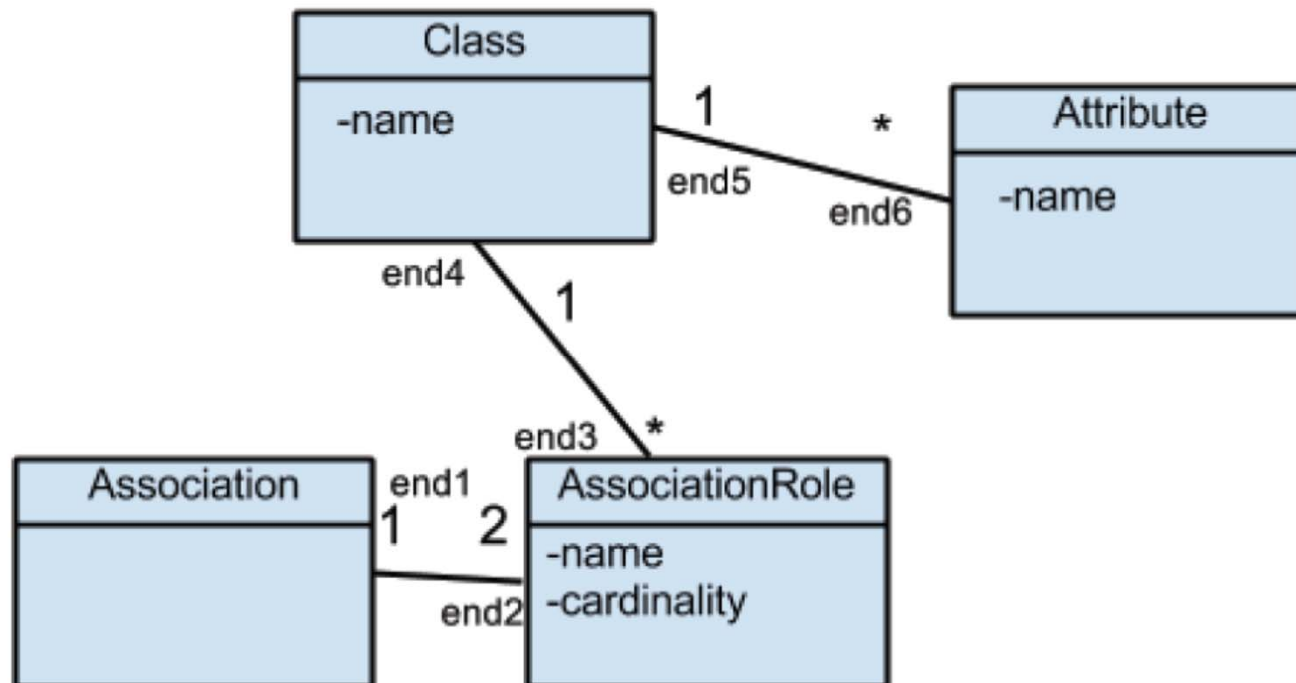 Class
-name
1
*
end5
end6
Attribute
-name
end4
1
end3
*
Association
end1
1
2
end2
AssociationRole
-name
-cardinality